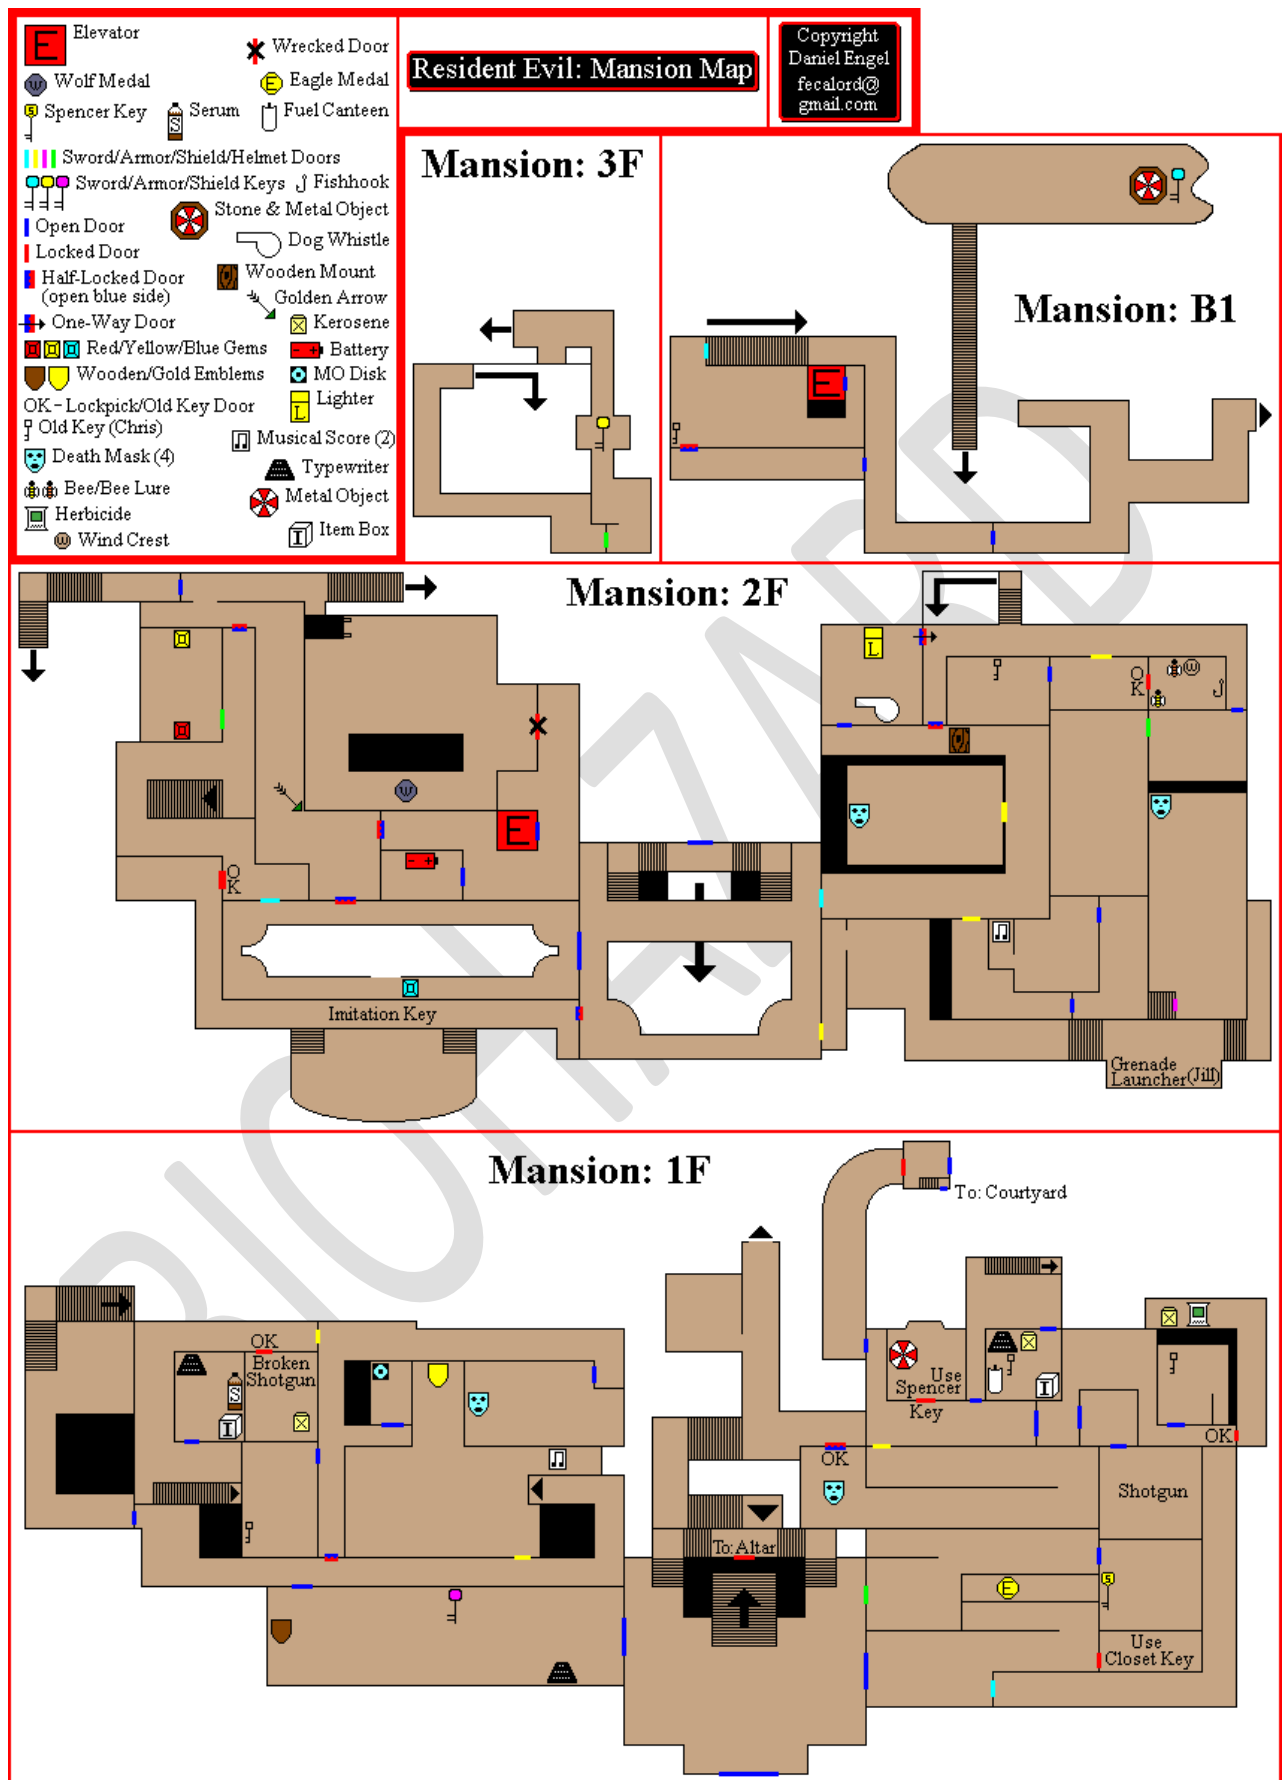 E
Elevator
Wrecked Door
W
Wolf Medal
E
Eagle Medal
S
Spencer Key
S
Serum
Fuel Canteen
Sword/Armor/Shield/Helmet Doors
Sword/Armor/Shield Keys
Fishhook
Stone & Metal Object
Open Door
Dog Whistle
Locked Door
Half-Locked Door
(open blue side)
Wooden Mount
Golden Arrow
One-Way Door
Kerosene
Red/Yellow/Blue Gems
Battery
Wooden/Gold Emblems
MO Disk
OK - Lockpick/Old Key Door
L
Lighter
Old Key (Chris)
Musical Score (2)
Death Mask (4)
Typewriter
Bee/Bee Lure
Metal Object
Herbicide
I
Item Box
W
Wind Crest
Resident Evil: Mansion Map
Copyright
Daniel Engel
fecalord@
gmail.com
Mansion: 3F
Mansion: B1
E
Mansion: 2F
L
OK
W
W
E
OK
Imitation Key
Grenade
Launcher (Jill)
Mansion: 1F
To: Courtyard
OK
Broken
Shotgun
S
I
Use
Spencer
Key
I
OK
OK
Shotgun
To: Altar
E
S
Use
Closet Key
BIOHAZARD